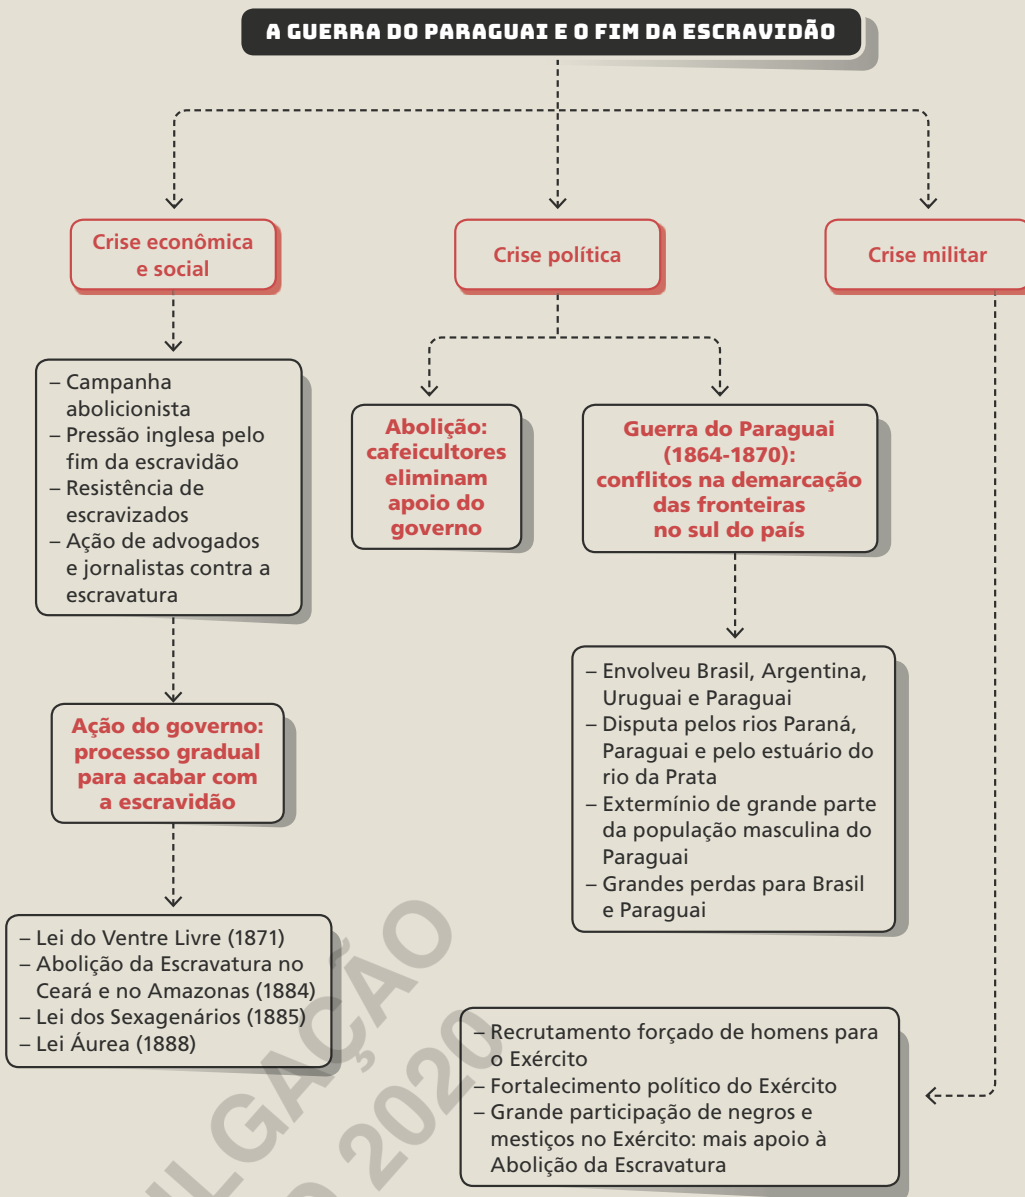 A GUERRA DO PARAGUAI E O FIM DA ESCRAVIDÃO
Crise econômica
e social
– Campanha
abolicionista
– Pressão inglesa pelo
fim da escravidão
– Resistência de
escravizados
– Ação de advogados
e jornalistas contra a
escravatura
Ação do governo:
processo gradual
para acabar com
a escravidão
– Lei do Ventre Livre (1871)
– Abolição da Escravatura no
Ceará e no Amazonas (1884)
– Lei dos Sexagenários (1885)
– Lei Áurea (1888)
Crise política
Abolição:
cafeicultores
eliminam
apoio do
governo
Guerra do Paraguai
(1864-1870):
conflitos na demarcação
das fronteiras
no sul do país
– Envolveu Brasil, Argentina,
Uruguai e Paraguai
– Disputa pelos rios Paraná,
Paraguai e pelo estuário do
rio da Prata
– Extermínio de grande parte
da população masculina do
Paraguai
– Grandes perdas para Brasil
e Paraguai
Crise militar
– Recrutamento forçado de homens para
o Exército
– Fortalecimento político do Exército
– Grande participação de negros e
mestiços no Exército: mais apoio à
Abolição da Escravatura
2020